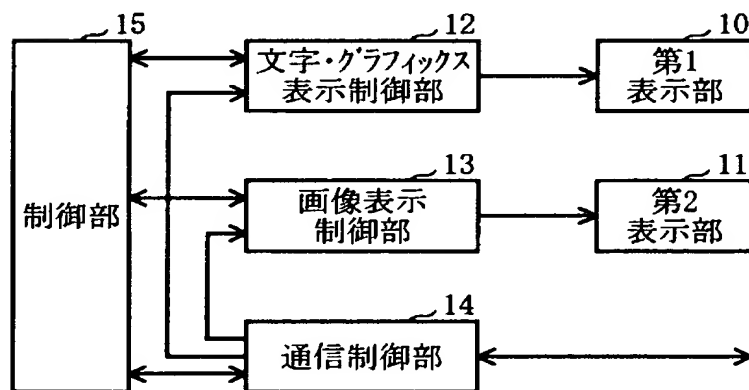 15
12
10
文字・グラフィックス
表示制御部
第1
表示部
13
11
制御部
画像表示
制御部
第2
表示部
14
通信制御部